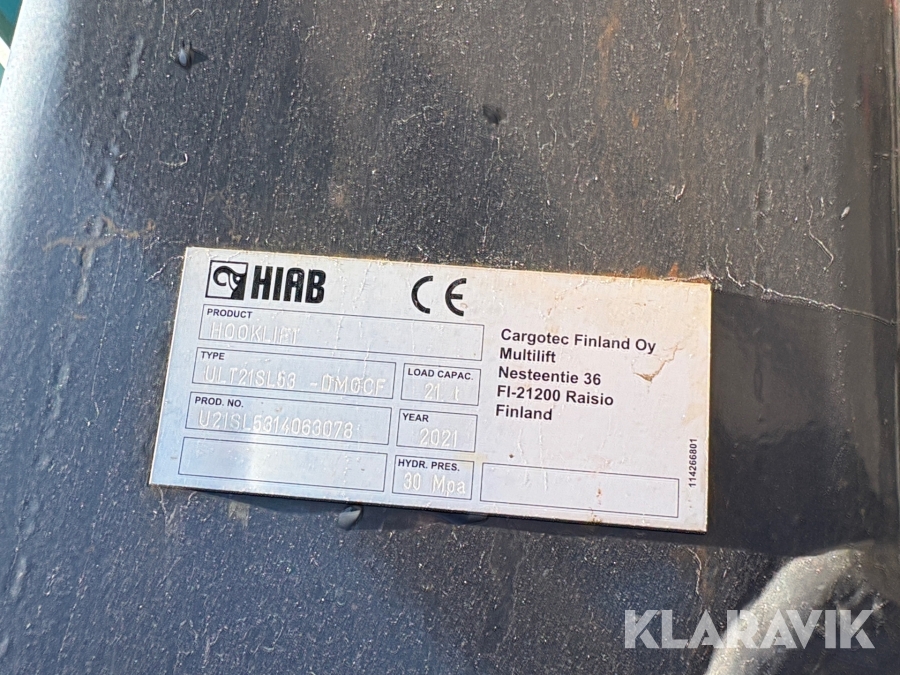 HIAB CE
PRODUCT
HOOKLIFT
TYPE
ULT21SL53 -DMGCF
LOAD CAPAC.
21 t
PROD. NO.
U21SL5314063078
YEAR
2021
HYDR. PRES.
30 Mpa
Cargotec Finland Oy
Multilift
Nesteentie 36
FI-21200 Raisio
Finland
114266801
KLARAVIK